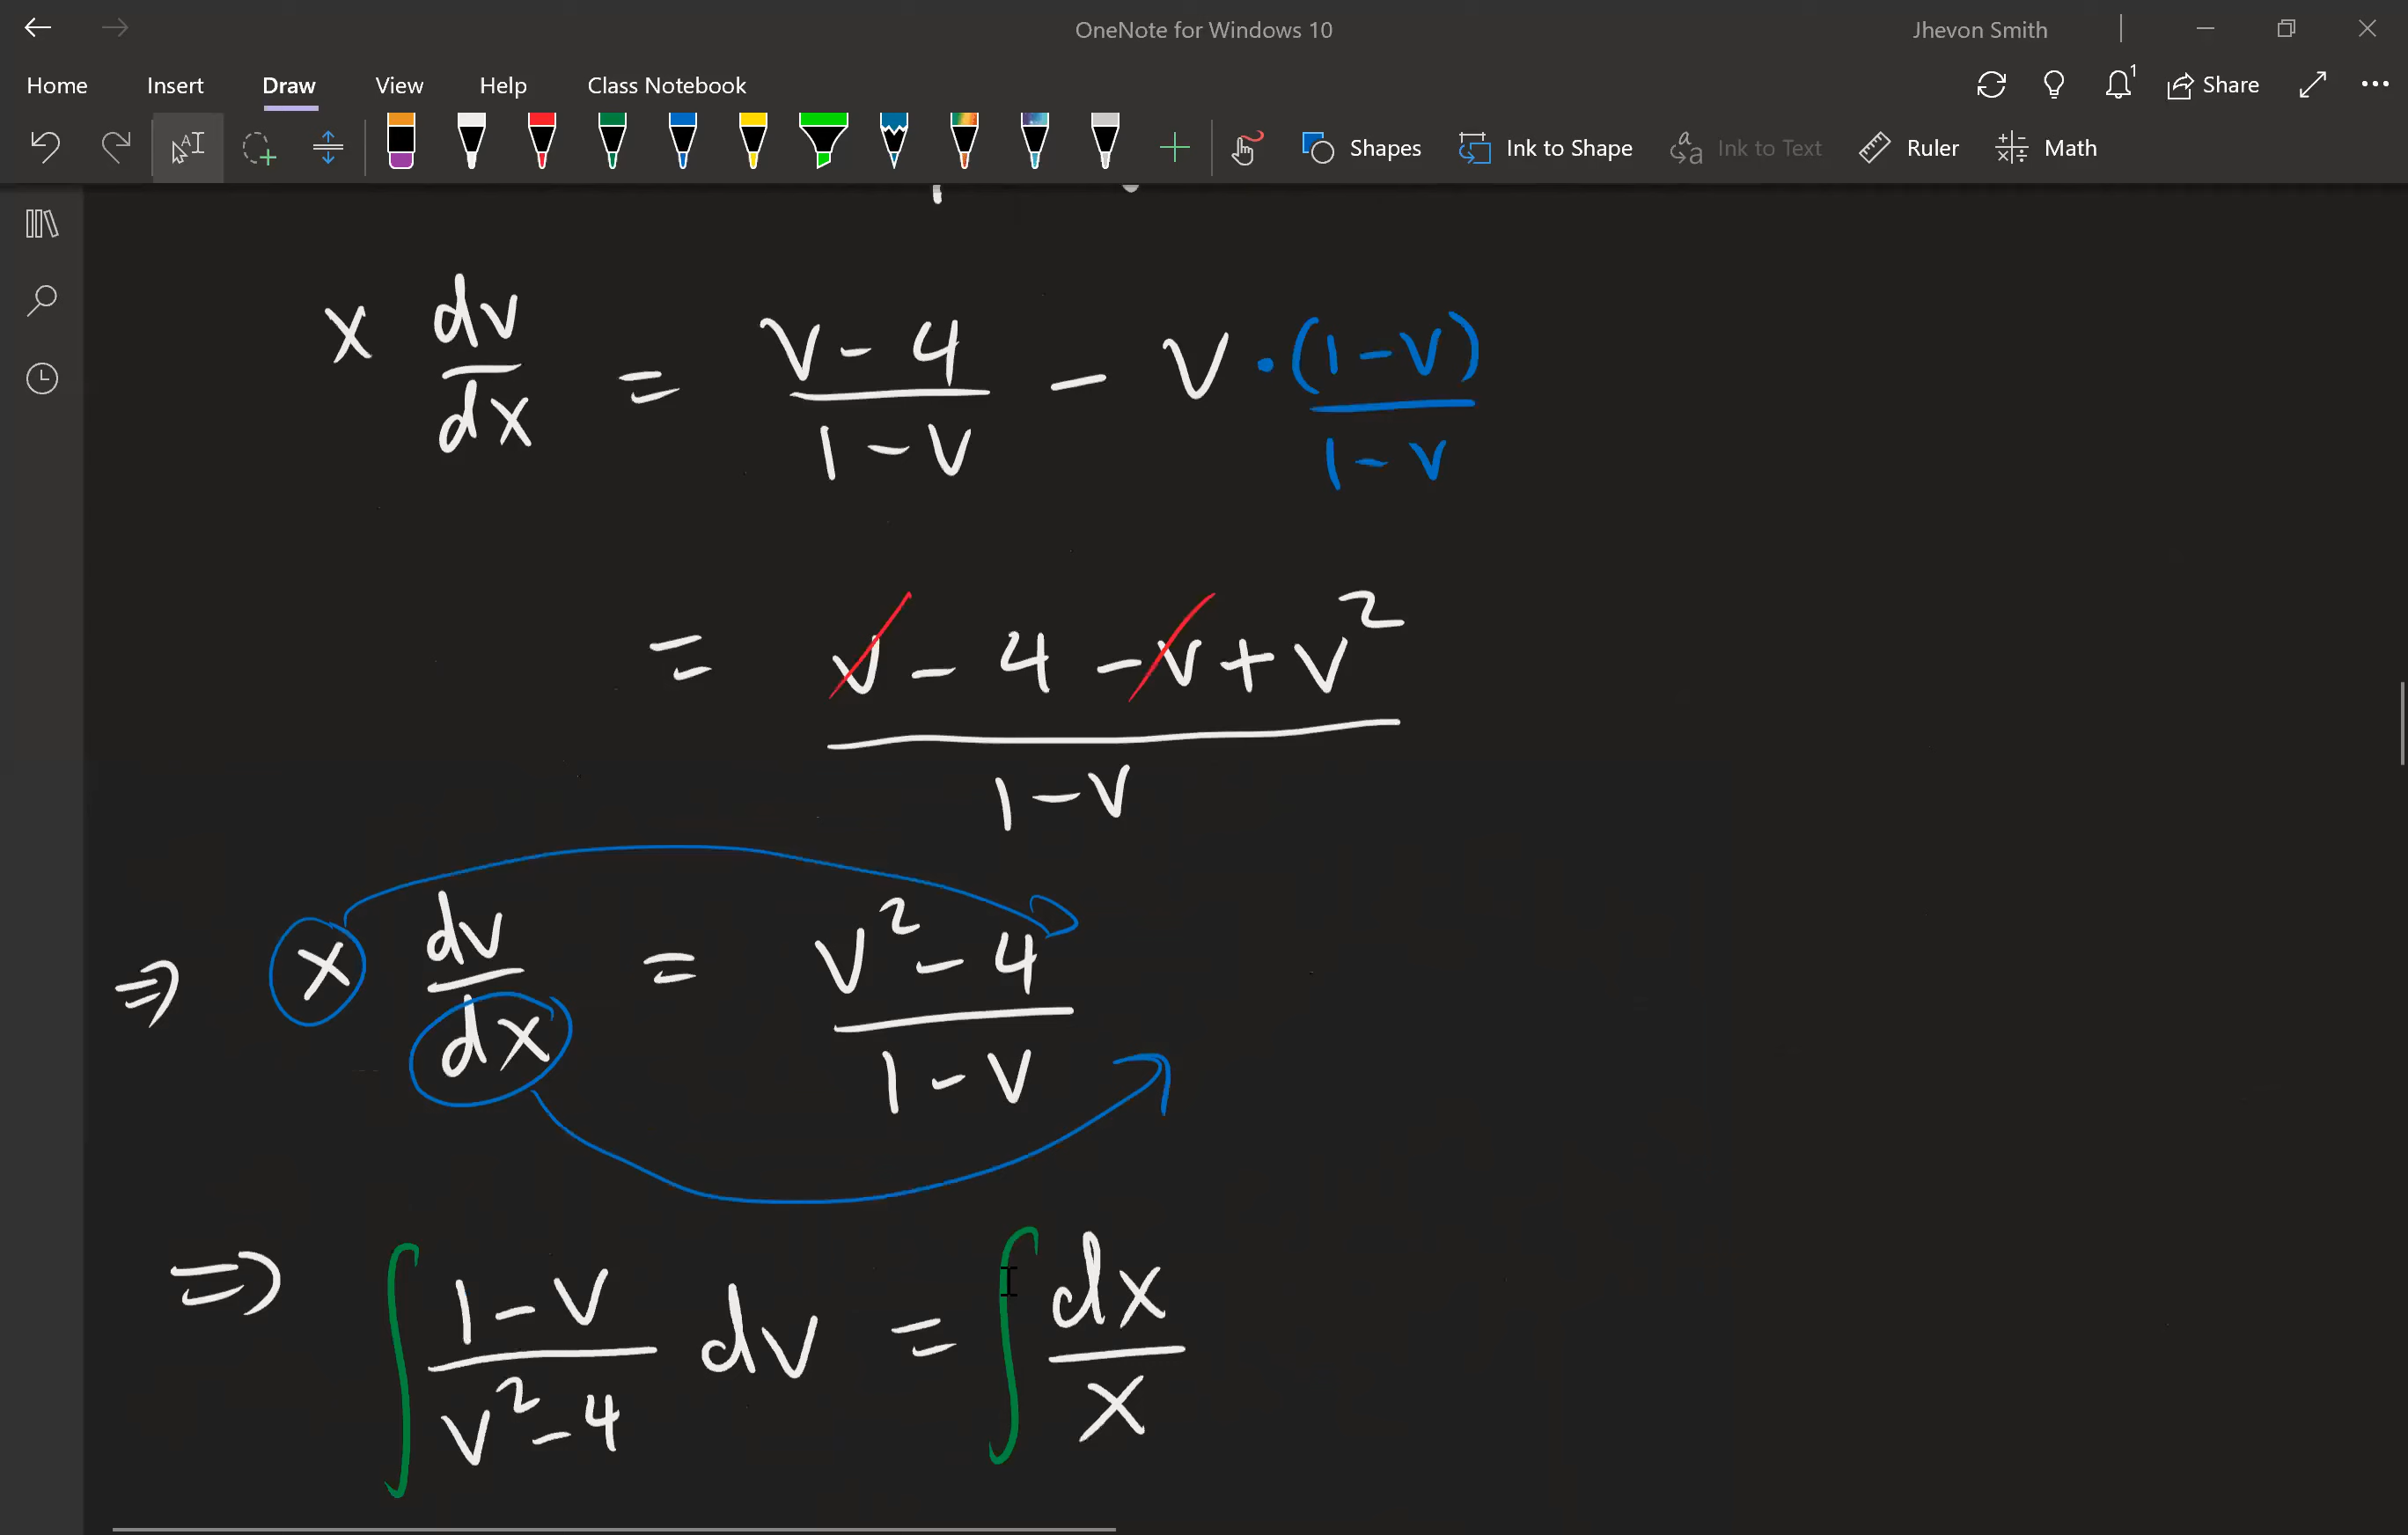 OneNote for Windows 10 Jhevon Smith
Home Insert Draw View Help Class Notebook 1 Share
Shapes Ink to Shape Ink to Text Ruler Math
x dv/dx = (v - 4)/(1 - v) - v · (1 - v)/(1 - v)
= (v - 4 - v + v²)/(1 - v)
⇒ x dv/dx = (v² - 4)/(1 - v)
⇒ ∫ (1 - v)/(v² - 4) dv = ∫ dx/x